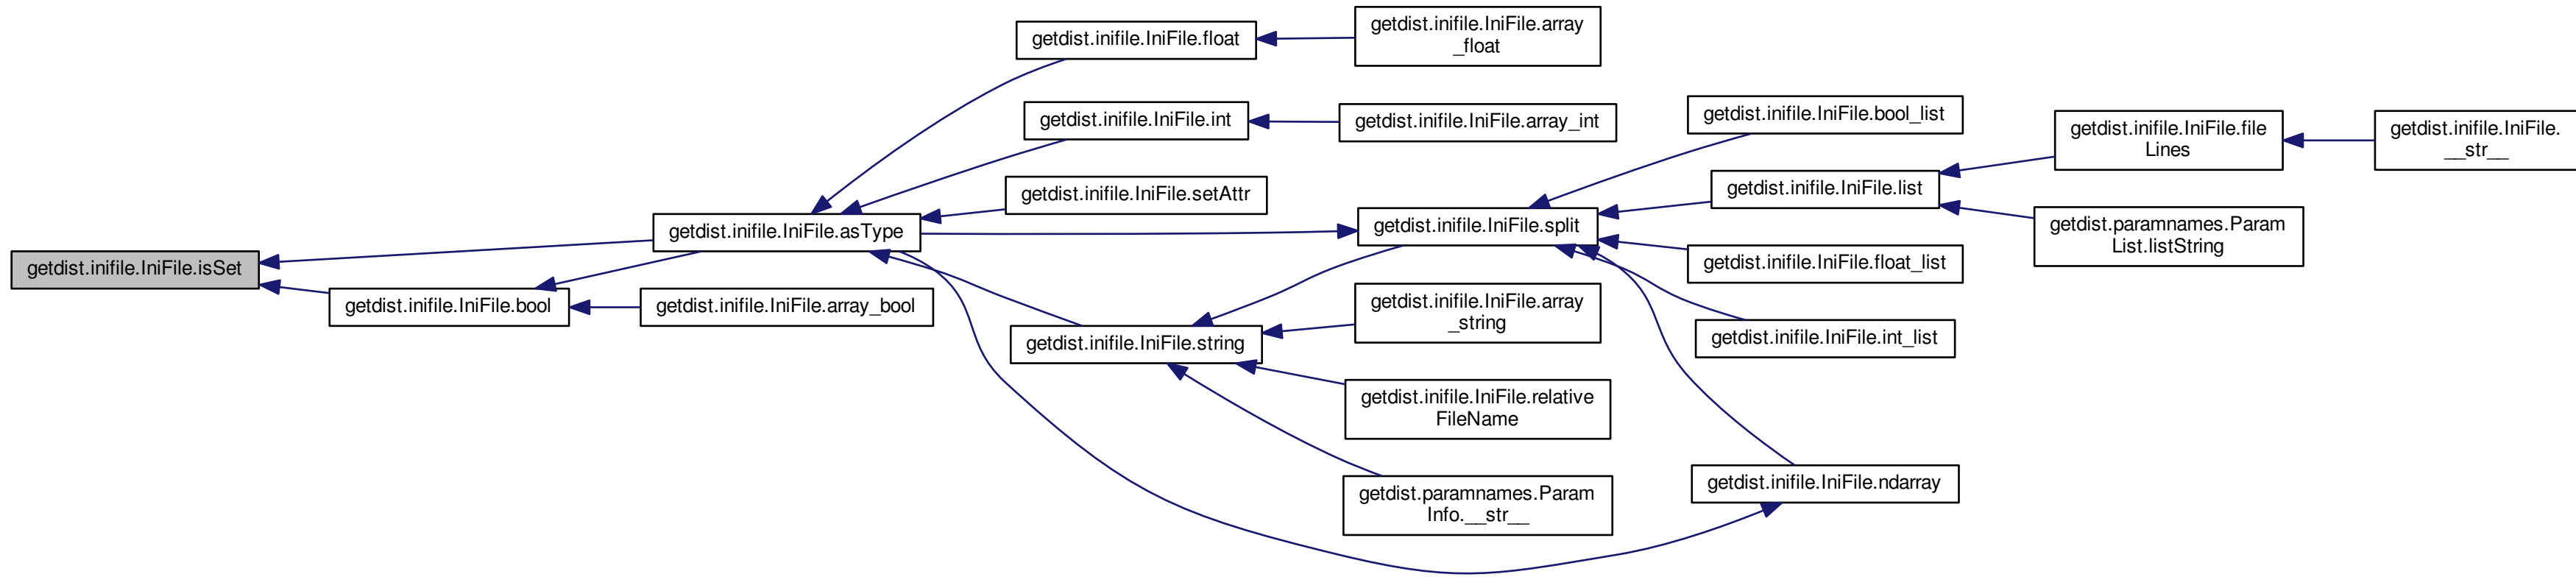 getdist.inifile.IniFile.isSet
getdist.inifile.IniFile.asType
getdist.inifile.IniFile.bool
getdist.inifile.IniFile.array_bool
getdist.inifile.IniFile.float
getdist.inifile.IniFile.array
_float
getdist.inifile.IniFile.int
getdist.inifile.IniFile.array_int
getdist.inifile.IniFile.setAttr
getdist.inifile.IniFile.split
getdist.inifile.IniFile.string
getdist.inifile.IniFile.array
_string
getdist.inifile.IniFile.relative
FileName
getdist.paramnames.Param
Info.__str__
getdist.inifile.IniFile.bool_list
getdist.inifile.IniFile.list
getdist.inifile.IniFile.float_list
getdist.inifile.IniFile.int_list
getdist.inifile.IniFile.ndarray
getdist.inifile.IniFile.file
Lines
getdist.paramnames.Param
List.listString
getdist.inifile.IniFile.
__str__